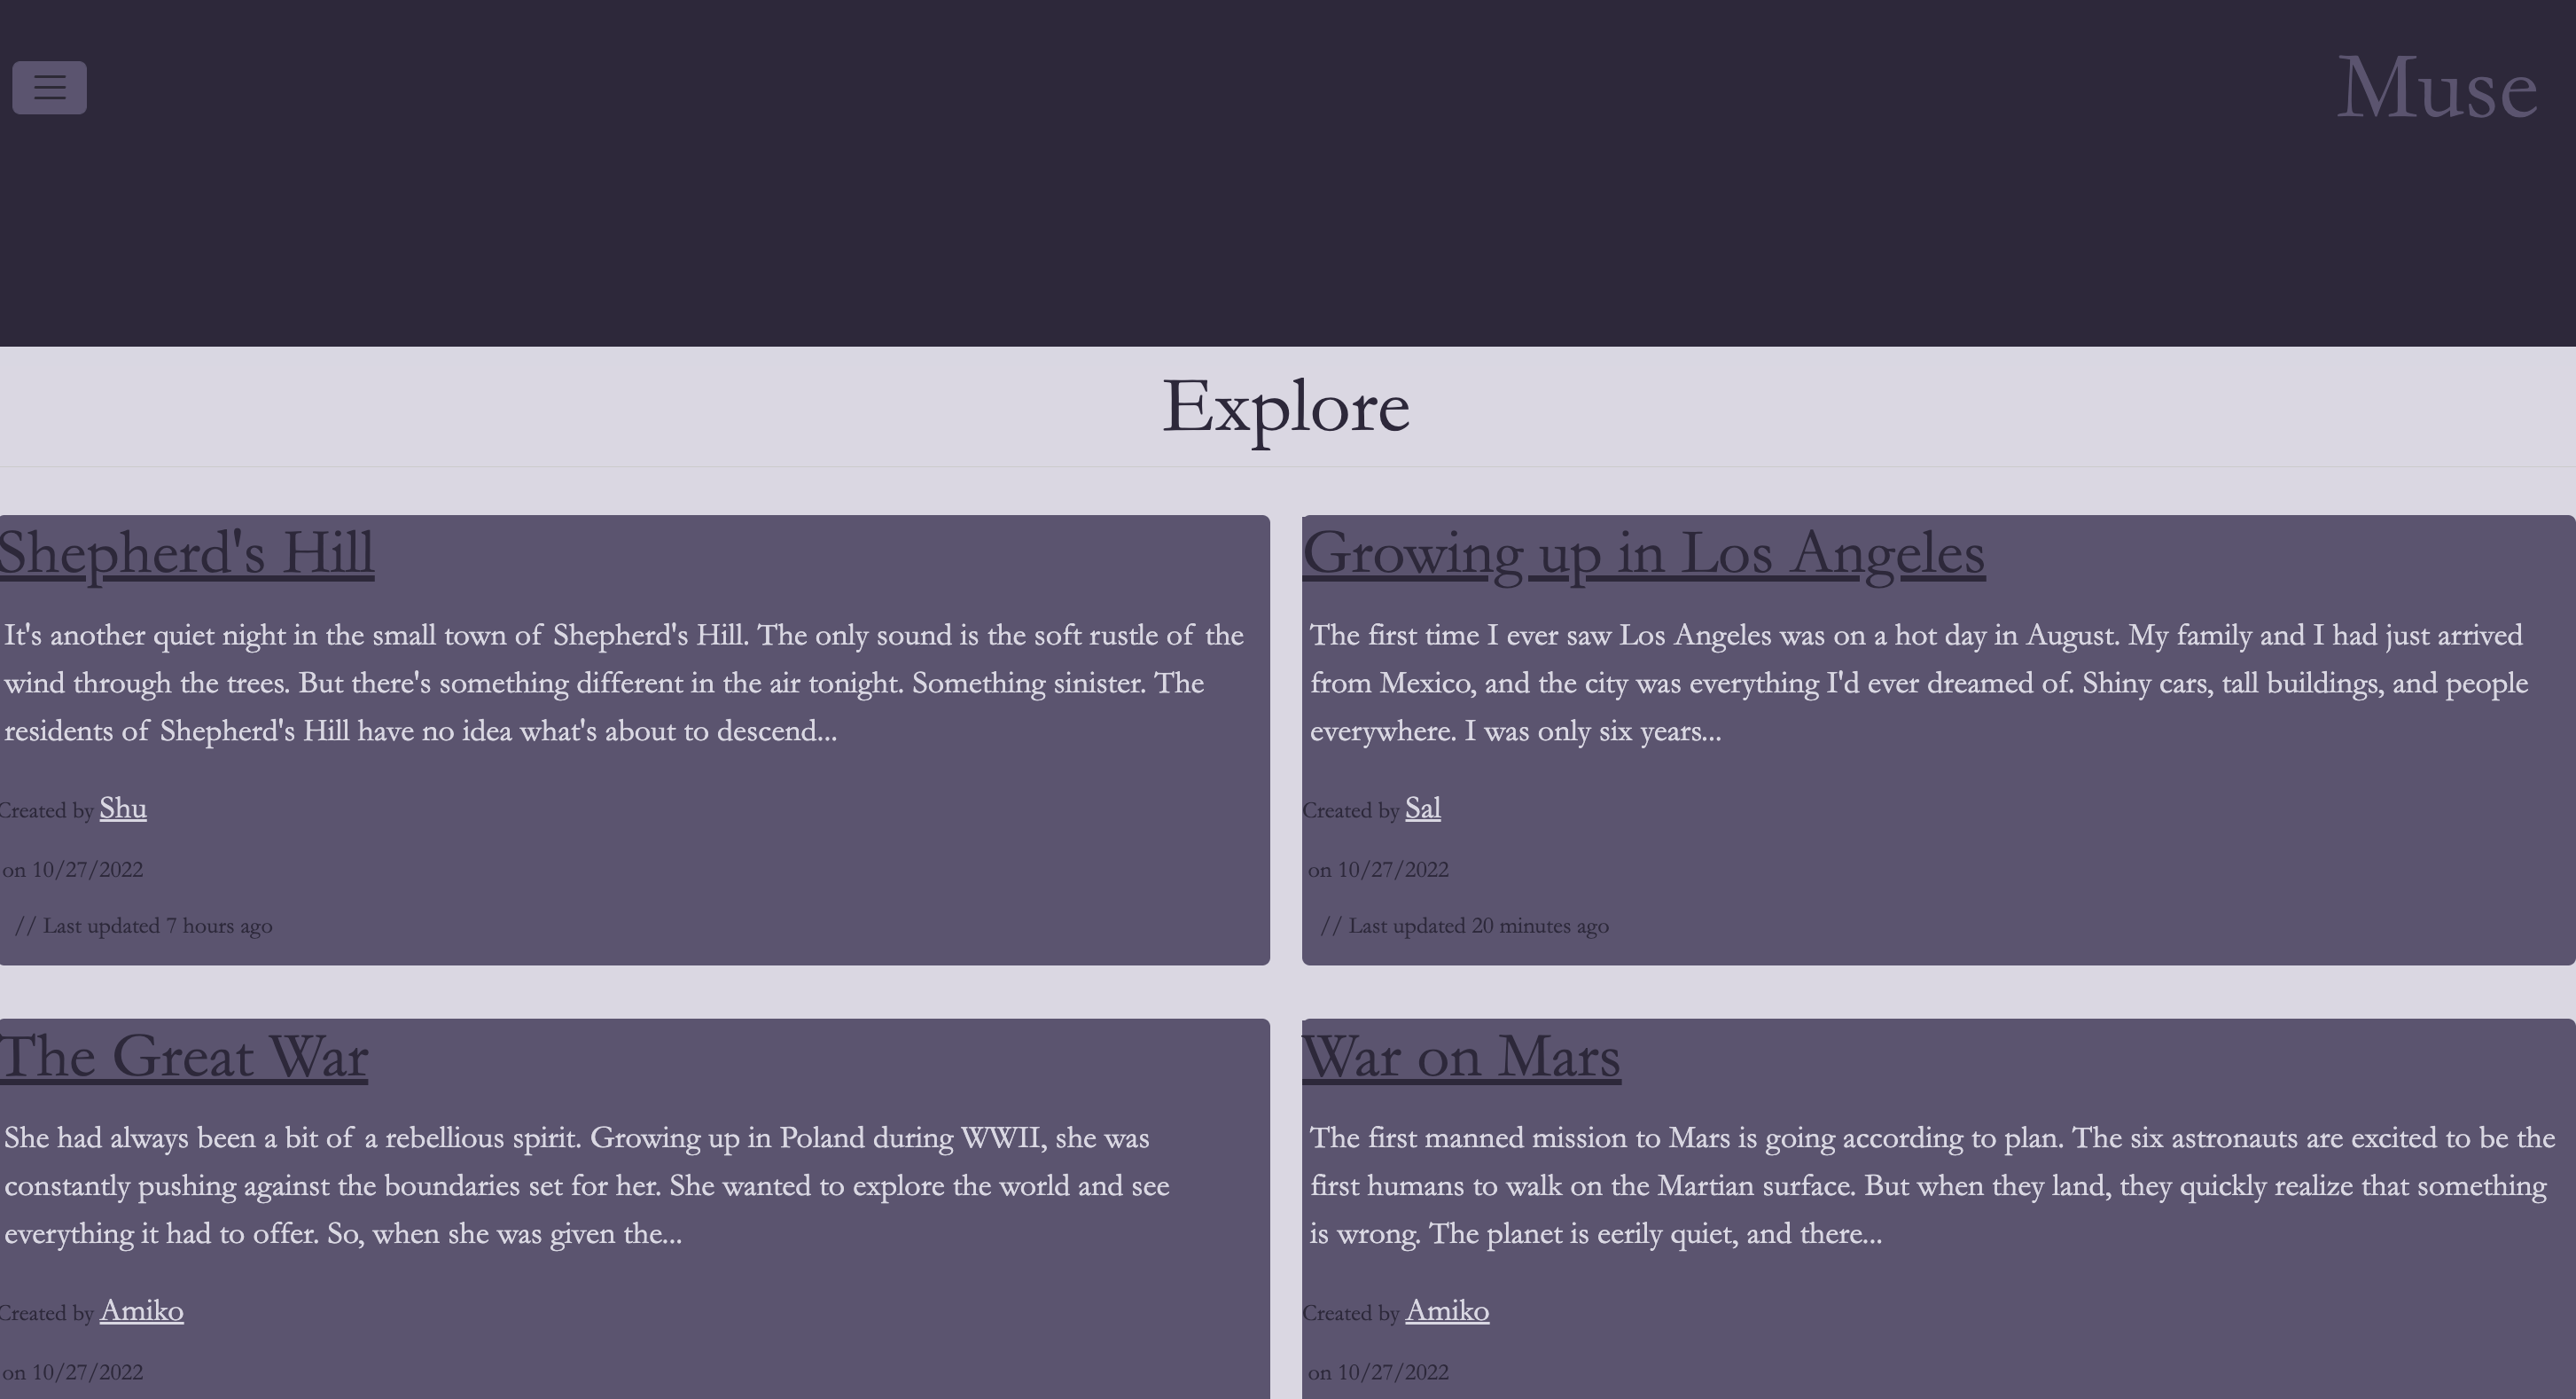 Muse
Explore
Shepherd's Hill
It's another quiet night in the small town of Shepherd's Hill. The only sound is the soft rustle of the
wind through the trees. But there's something different in the air tonight. Something sinister. The
residents of Shepherd's Hill have no idea what's about to descend...
Created by Shu
on 10/27/2022
// Last updated 7 hours ago
Growing up in Los Angeles
The first time I ever saw Los Angeles was on a hot day in August. My family and I had just arrived
from Mexico, and the city was everything I'd ever dreamed of. Shiny cars, tall buildings, and people
everywhere. I was only six years...
Created by Sal
on 10/27/2022
// Last updated 20 minutes ago
The Great War
She had always been a bit of a rebellious spirit. Growing up in Poland during WWII, she was
constantly pushing against the boundaries set for her. She wanted to explore the world and see
everything it had to offer. So, when she was given the...
Created by Amiko
on 10/27/2022
War on Mars
The first manned mission to Mars is going according to plan. The six astronauts are excited to be the
first humans to walk on the Martian surface. But when they land, they quickly realize that something
is wrong. The planet is eerily quiet, and there...
Created by Amiko
on 10/27/2022